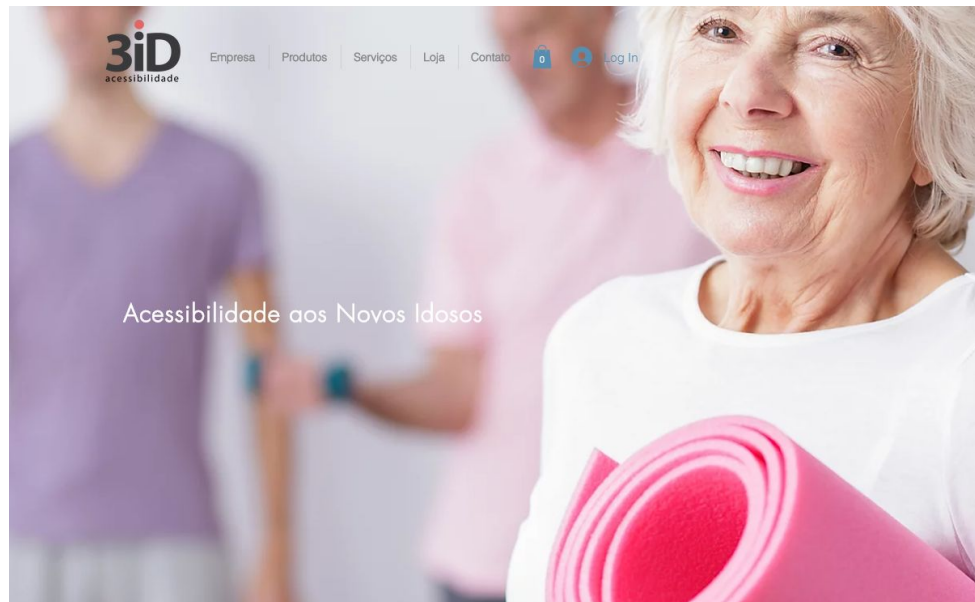 3iD
acessibilidade
Empresa
Produtos
Serviços
Loja
Contato
0
Log In
Acessibilidade aos Novos Idosos